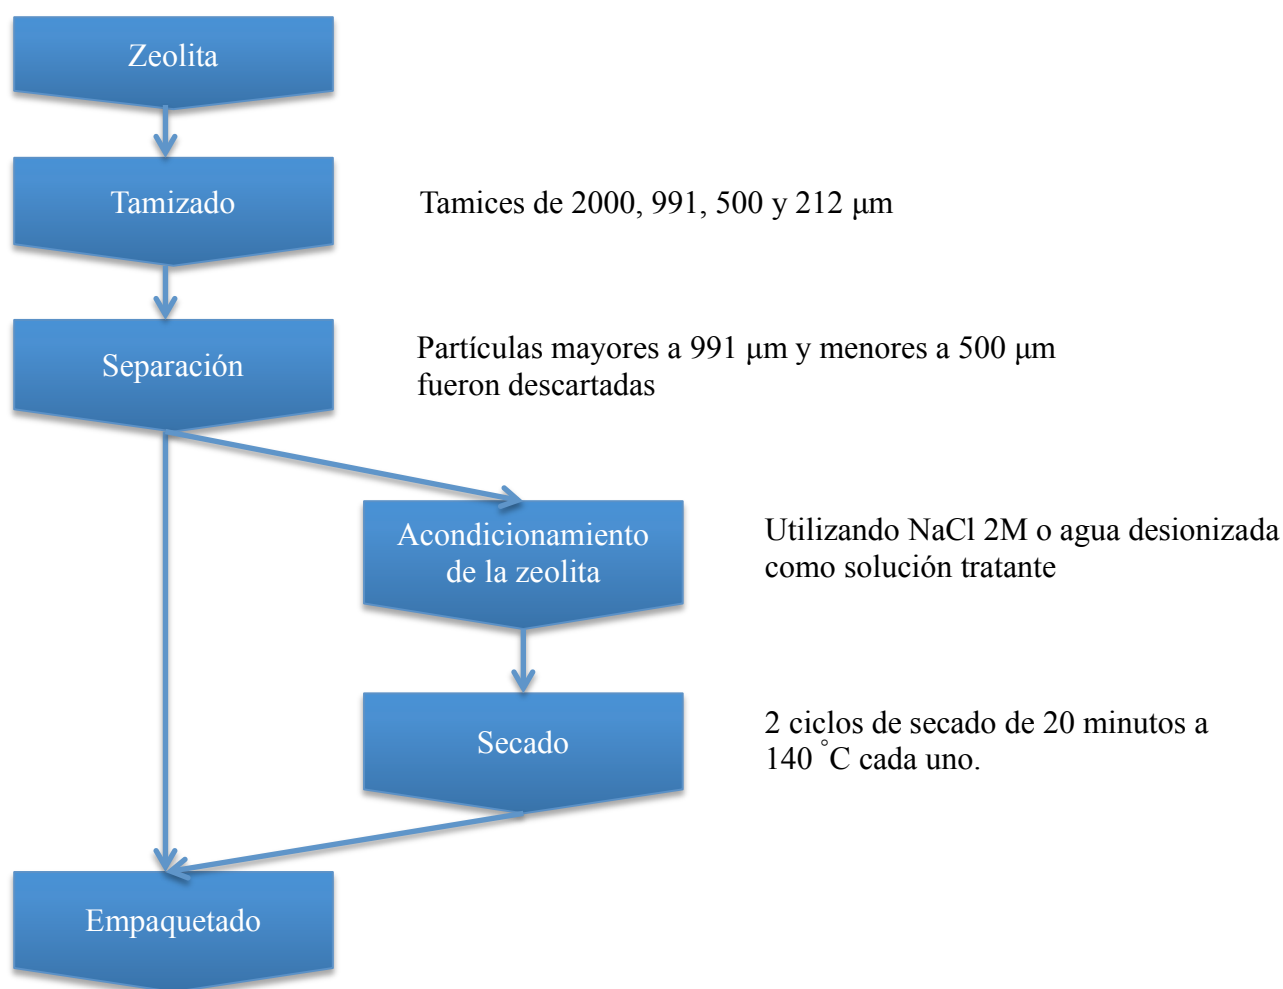 Zeolita
Tamizado
Tamices de 2000, 991, 500 y 212 μm
Separación
Partículas mayores a 991 μm y menores a 500 μm
fueron descartadas
Acondicionamiento
de la zeolita
Utilizando NaCl 2M o agua desionizada
como solución tratante
Secado
2 ciclos de secado de 20 minutos a
140 °C cada uno.
Empaquetado